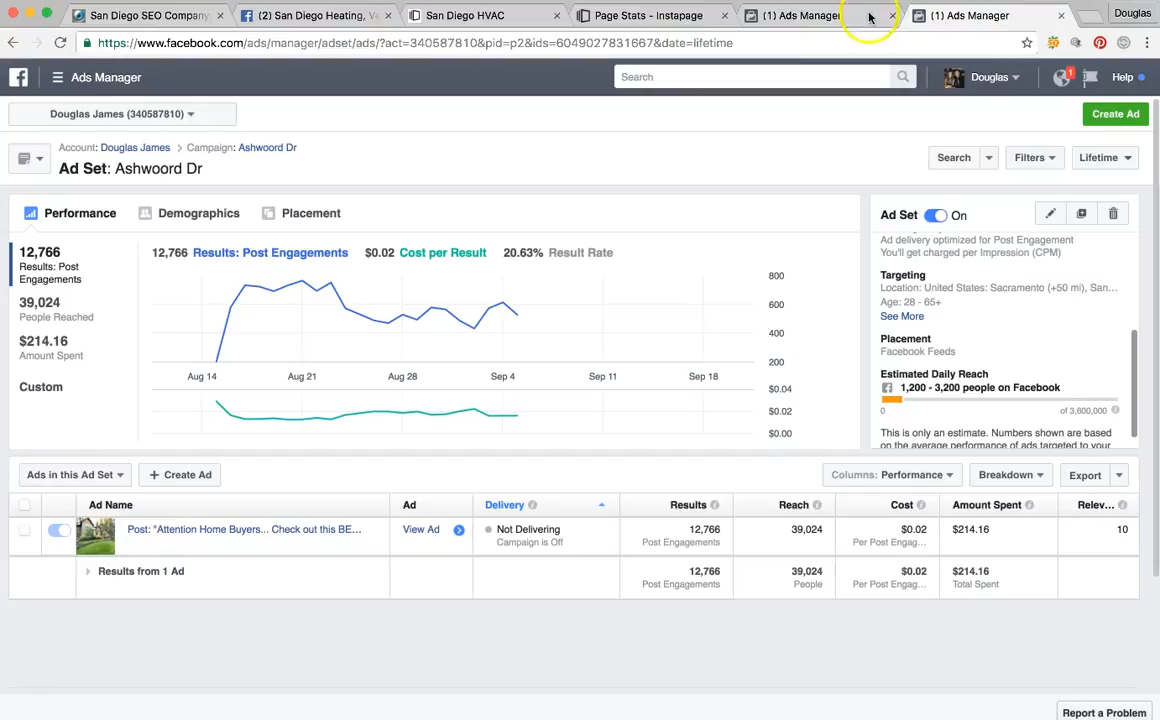 San Diego SEO Company
(2) San Diego Heating, Ve
San Diego HVAC
Page Stats - Instapage
(1) Ads Manager
(1) Ads Manager
Douglas
https://www.facebook.com/ads/manager/adset/ads/?act=340587810&pid=p2&ids=6049027831667&date=lifetime
Ads Manager
Search
Douglas
1
Help
Douglas James (340587810)
Create Ad
Account: Douglas James > Campaign: Ashwoord Dr
Ad Set: Ashwoord Dr
Search
Filters
Lifetime
Performance
Demographics
Placement
12,766
Results: Post
Engagements
39,024
People Reached
$214.16
Amount Spent
Custom
12,766 Results: Post Engagements
$0.02 Cost per Result
20.63% Result Rate
800
600
400
200
Aug 14
Aug 21
Aug 28
Sep 4
Sep 11
Sep 18
$0.04
$0.02
$0.00
Ad Set
On
Ad delivery optimized for Post Engagement
You'll get charged per Impression (CPM)
Targeting
Location: United States: Sacramento (+50 mi), San...
Age: 28 - 65+
See More
Placement
Facebook Feeds
Estimated Daily Reach
1,200 - 3,200 people on Facebook
0
of 3,600,000
This is only an estimate. Numbers shown are based
on the average performance of ads targeted to your
Ads in this Ad Set
+ Create Ad
Columns: Performance
Breakdown
Export
Ad Name
Ad
Delivery
Results
Reach
Cost
Amount Spent
Relev...
Post: "Attention Home Buyers... Check out this BE...
View Ad
Not Delivering
Campaign is Off
12,766
Post Engagements
39,024
$0.02
Per Post Engag...
$214.16
10
Results from 1 Ad
12,766
Post Engagements
39,024
People
$0.02
Per Post Engag...
$214.16
Total Spent
Report a Problem